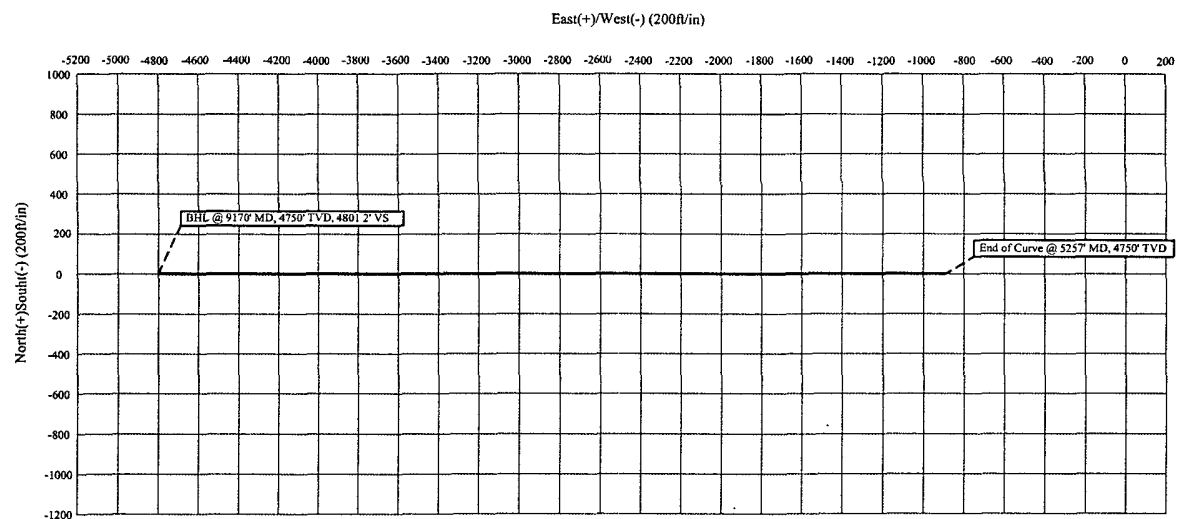 East(+)/West(-) (200ft/in)
-5200 -5000 -4800 -4600 -4400 -4200 -4000 -3800 -3600 -3400 -3200 -3000 -2800 -2600 -2400 -2200 -2000 -1800 -1600 -1400 -1200 -1000 -800 -600 -400 -200 0 200
1000
800
600
400
200
0
-200
-400
-600
-800
-1000
-1200
North(+)Souht(-) (200ft/in)
BHL @ 9170' MD, 4750' TVD, 4801 2' VS
End of Curve @ 5257' MD, 4750' TVD